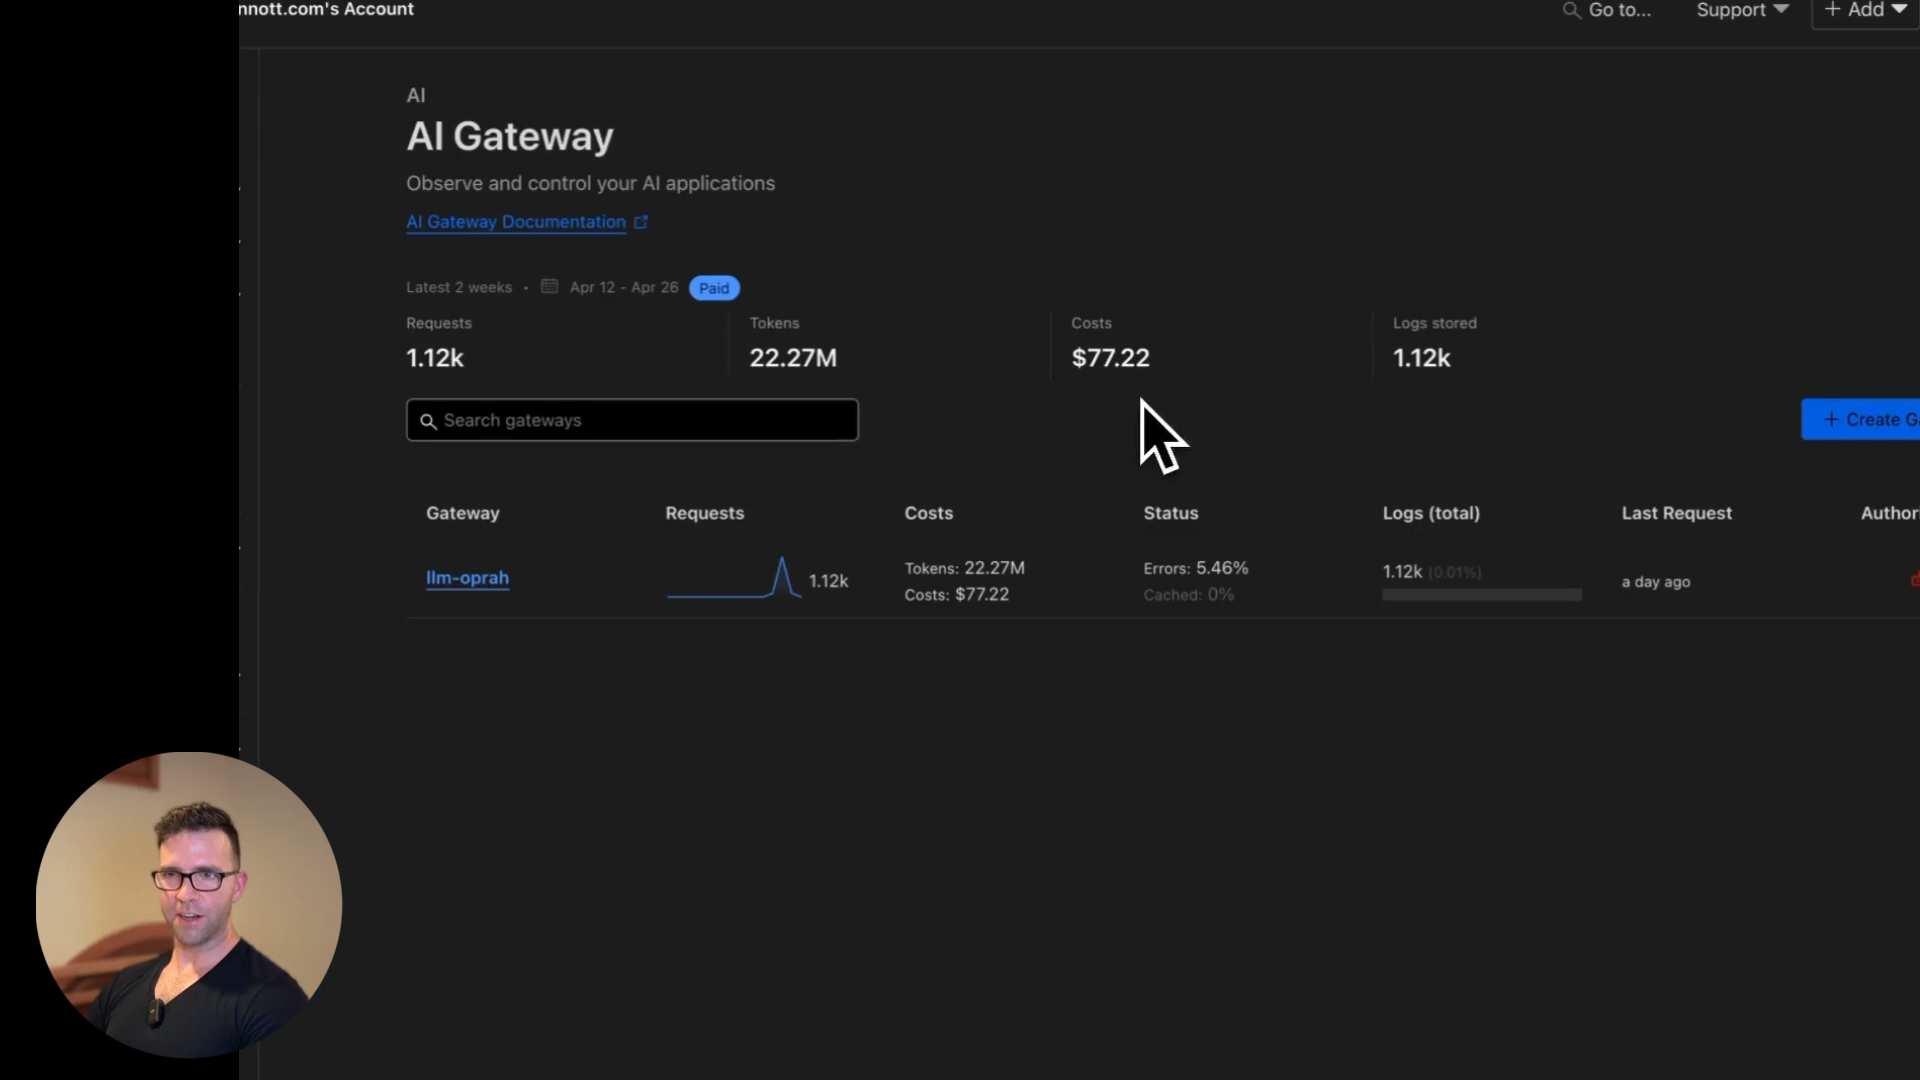 nnott.com's Account
Go to...
Support
+ Add
AI
AI Gateway
Observe and control your AI applications
AI Gateway Documentation
Latest 2 weeks • Apr 12 - Apr 26 Paid
Requests Tokens Costs Logs stored
1.12k 22.27M $77.22 1.12k
Search gateways
+ Create Ga
Gateway Requests Costs Status Logs (total) Last Request Authori
llm-oprah 1.12k Tokens: 22.27M Errors: 5.46% 1.12k (0.01%) a day ago
Costs: $77.22 Cached: 0%